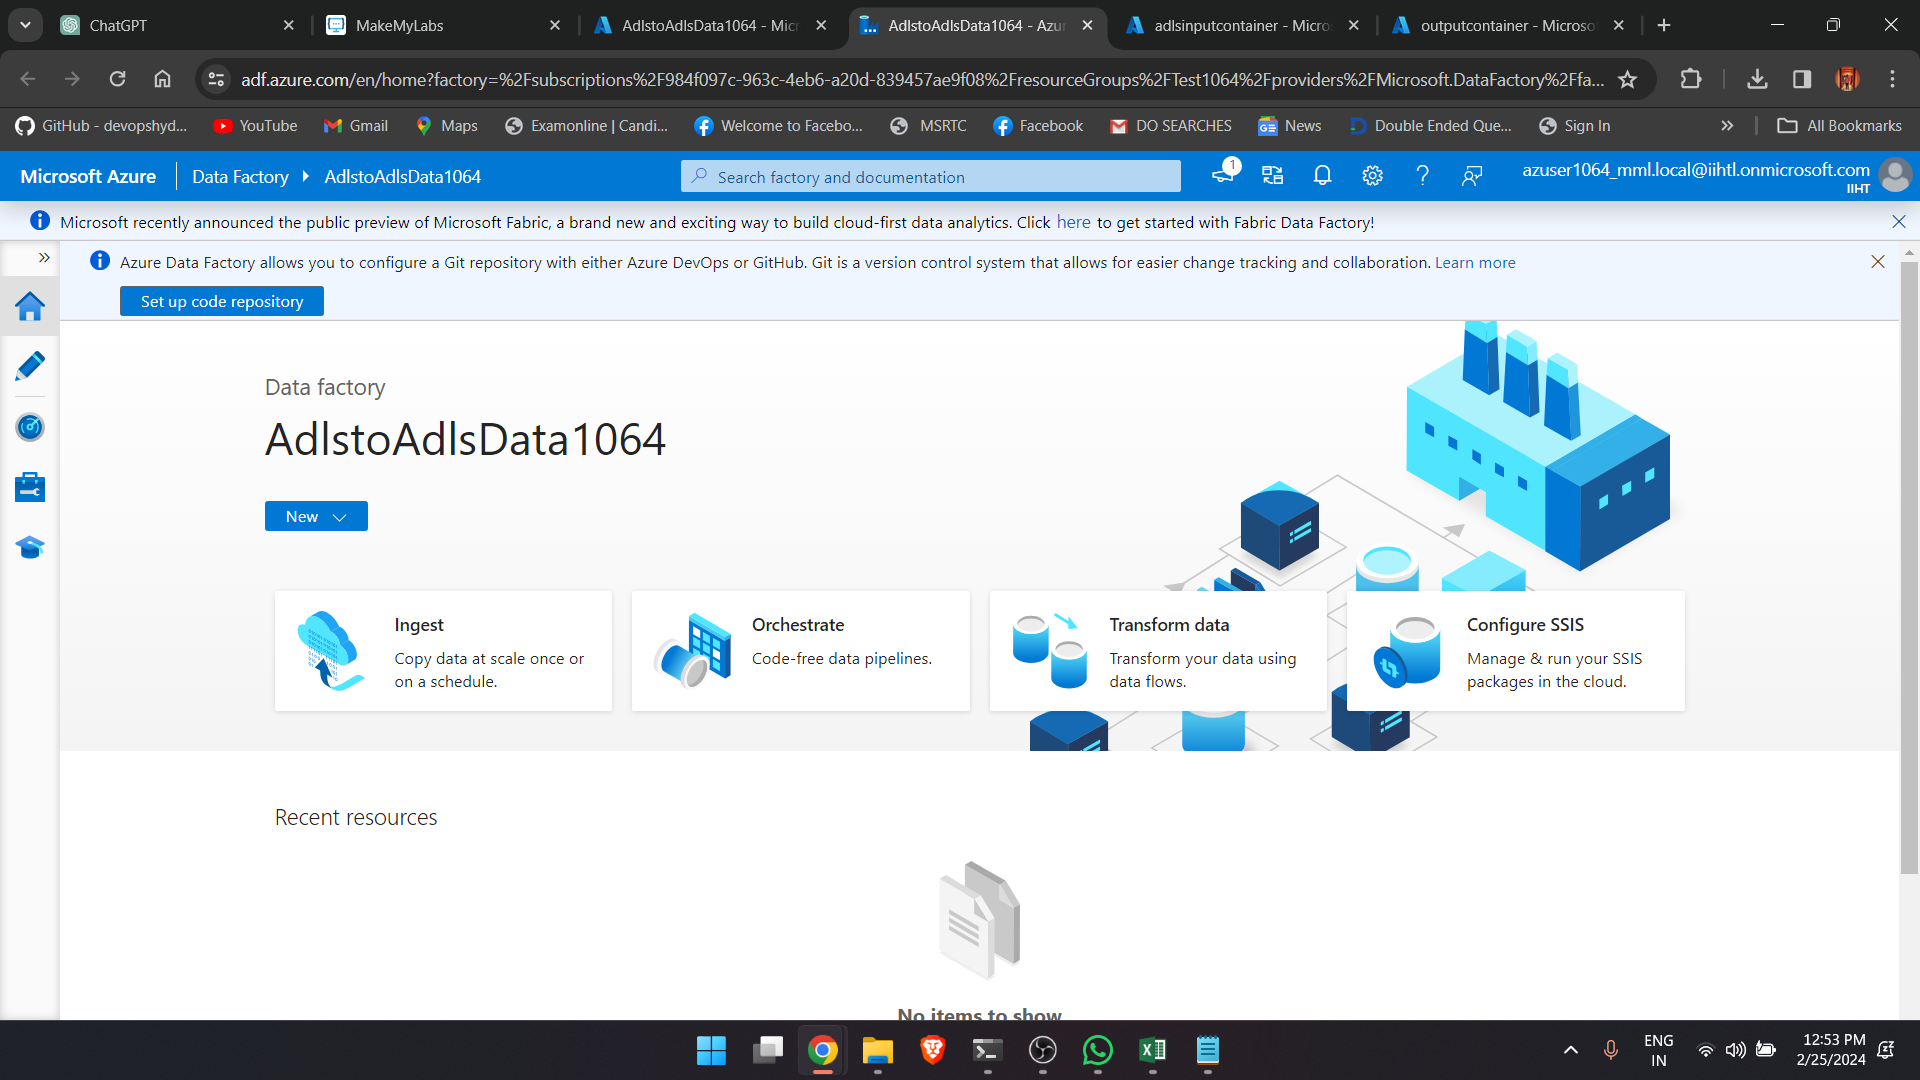 ChatGPT
MakeMyLabs
AdlstoAdlsData1064 - Micr
AdlstoAdlsData1064 - Azur
adlsinputcontainer - Micro
outputcontainer - Microso
adf.azure.com/en/home?factory=%2Fsubscriptions%2F984f097c-963c-4eb6-a20d-839457ae9f08%2FresourceGroups%2FTest1064%2Fproviders%2FMicrosoft.DataFactory%2Ffa...
GitHub - devopshyd...
YouTube
Gmail
Maps
Examonline | Candi...
Welcome to Facebo...
MSRTC
Facebook
DO SEARCHES
News
Double Ended Que...
Sign In
»
All Bookmarks
Microsoft Azure
Data Factory
AdlstoAdlsData1064
Search factory and documentation
1
azuser1064_mml.local@iihtl.onmicrosoft.com
IIHT
Microsoft recently announced the public preview of Microsoft Fabric, a brand new and exciting way to build cloud-first data analytics. Click here to get started with Fabric Data Factory!
Azure Data Factory allows you to configure a Git repository with either Azure DevOps or GitHub. Git is a version control system that allows for easier change tracking and collaboration. Learn more
Set up code repository
Data factory
AdlstoAdlsData1064
New
Ingest
Copy data at scale once or
on a schedule.
Orchestrate
Code-free data pipelines.
Transform data
Transform your data using
data flows.
Configure SSIS
Manage & run your SSIS
packages in the cloud.
Recent resources
No items to show
ENG
IN
12:53 PM
2/25/2024